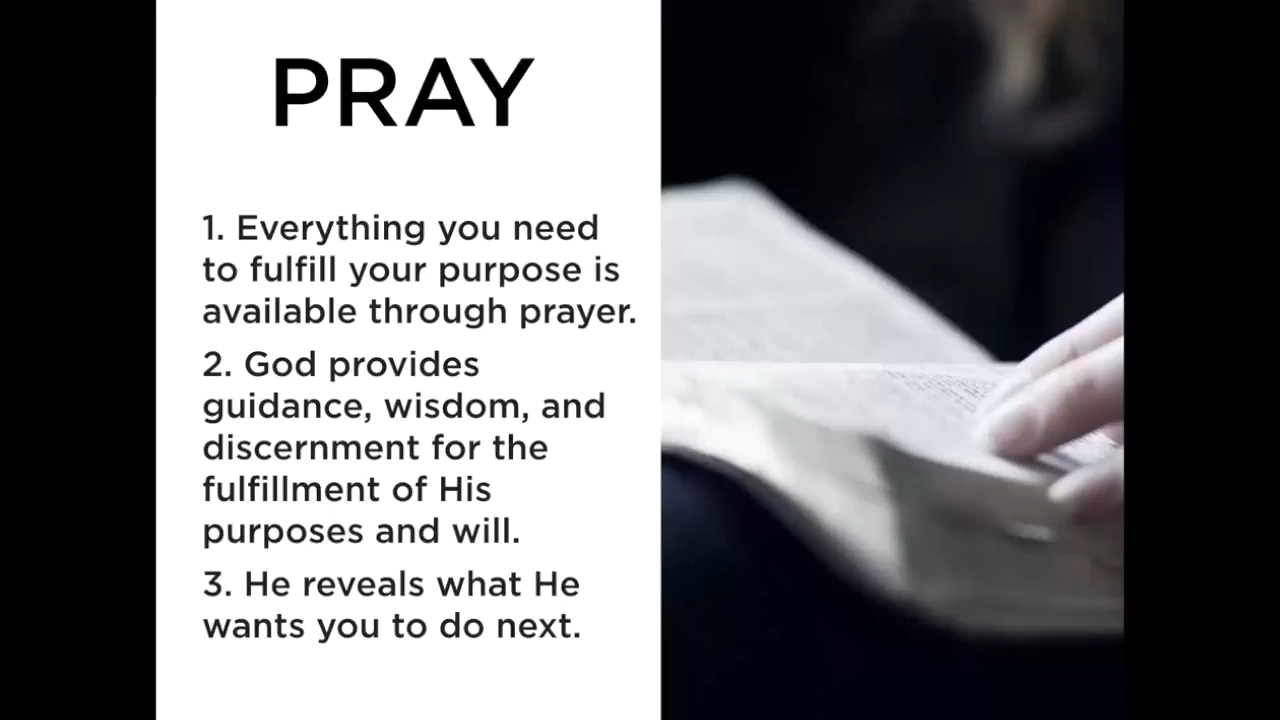 PRAY
1. Everything you need
to fulfill your purpose is
available through prayer.
2. God provides
guidance, wisdom, and
discernment for the
fulfillment of His
purposes and will.
3. He reveals what He
wants you to do next.